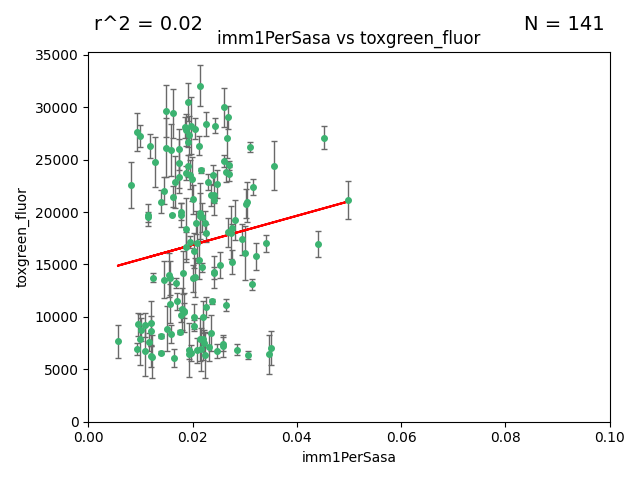 r^2 = 0.02
N = 141
imm1PerSasa vs toxgreen_fluor
35000
30000
25000
20000
15000
10000
5000
0
toxgreen_fluor
0.00
0.02
0.04
0.06
0.08
0.10
imm1PerSasa